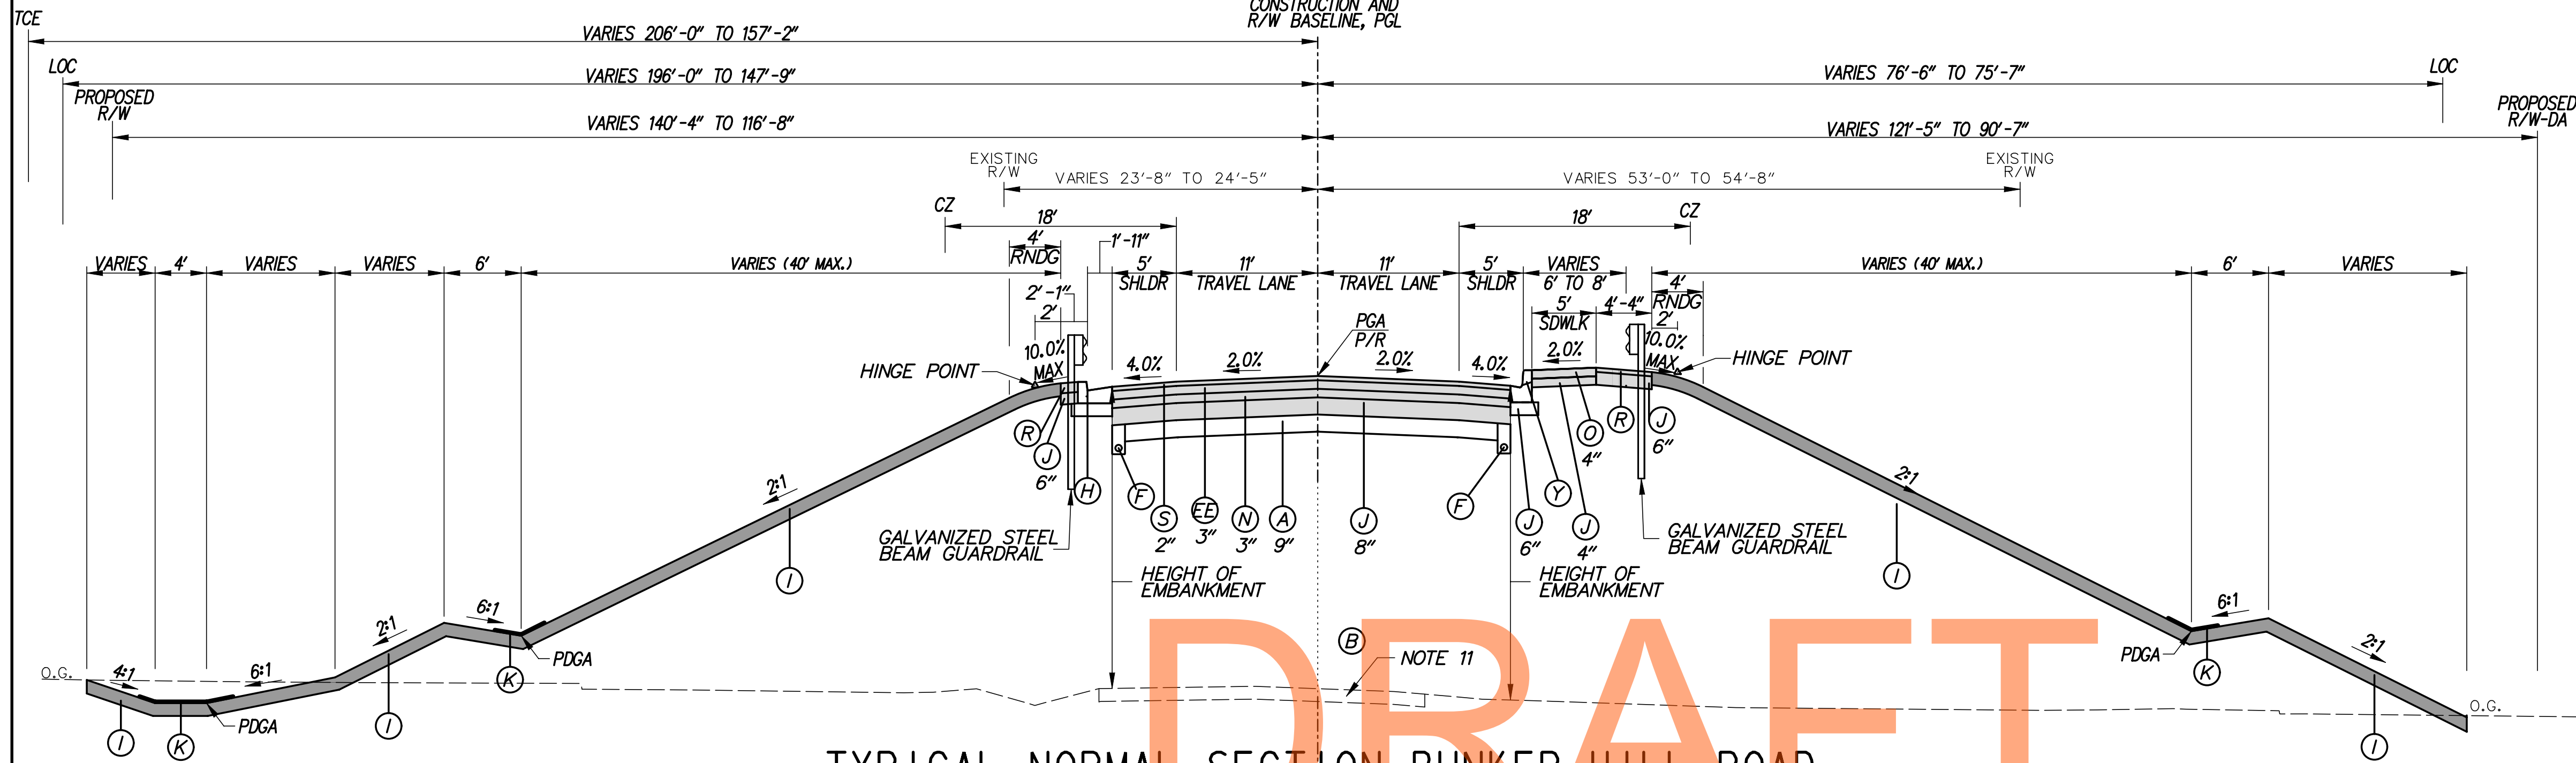 TCE
CONSTRUCTION AND
R/W BASELINE, PGL
VARIES 206'-0" TO 157'-2"
LOC
VARIES 196'-0" TO 147'-9"
VARIES 76'-6" TO 75'-7"
LOC
PROPOSED
R/W
VARIES 140'-4" TO 116'-8"
VARIES 121'-5" TO 90'-7"
PROPOSED
R/W-DA
EXISTING
R/W
VARIES 23'-8" TO 24'-5"
VARIES 53'-0" TO 54'-8"
EXISTING
R/W
CZ
18'
18'
CZ
VARIES
4'
VARIES
VARIES
6'
VARIES (40' MAX.)
4'
RNDG
1'-11"
5'
SHLDR
11'
TRAVEL LANE
11'
TRAVEL LANE
5'
SHLDR
VARIES
6' TO 8'
VARIES (40' MAX.)
6'
VARIES
2'-1"
2'
5'
SDWLK
4'-4"
4'
RNDG
2'
PGA
P/R
HINGE POINT
10.0%
MAX
4.0%
2.0%
2.0%
4.0%
2.0%
10.0%
MAX
HINGE POINT
R
J
6"
H
F
S
2"
EE
3"
N
3"
A
9"
J
8"
F
J
6"
Y
J
4"
O
4"
R
J
6"
2:1
I
GALVANIZED STEEL
BEAM GUARDRAIL
GALVANIZED STEEL
BEAM GUARDRAIL
2:1
I
HEIGHT OF
EMBANKMENT
HEIGHT OF
EMBANKMENT
O.G.
4:1
I
K
6:1
PDGA
2:1
I
6:1
K
PDGA
B
NOTE 11
PDGA
6:1
K
2:1
I
O.G.
DRAFT
TYPICAL NORMAL SECTION BUNKER HILL ROAD